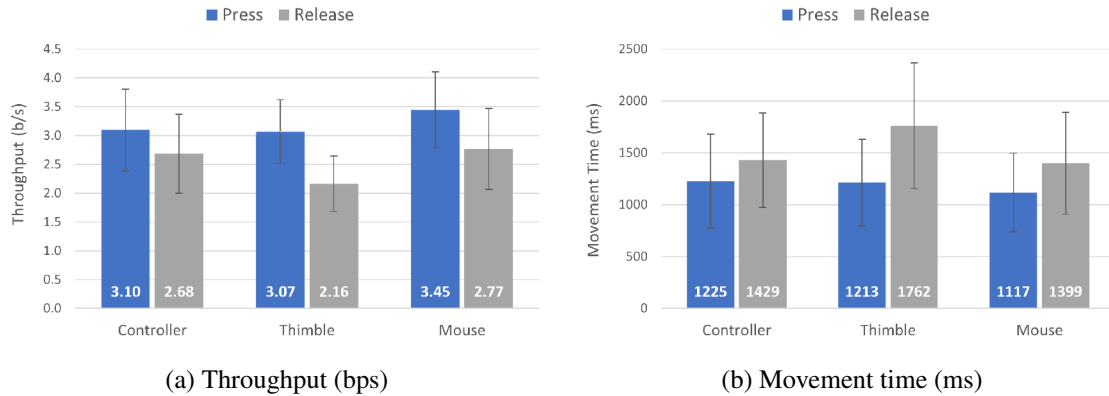 Press Release
Throughput (b/s)
4.5
4.0
3.5
3.0
2.5
2.0
1.5
1.0
0.5
0.0
3.10 2.68 3.07 2.16 3.45 2.77
Controller Thimble Mouse
(a) Throughput (bps)
Press Release
Movement Time (ms)
2500
2000
1500
1000
500
0
1225 1429 1213 1762 1117 1399
Controller Thimble Mouse
(b) Movement time (ms)